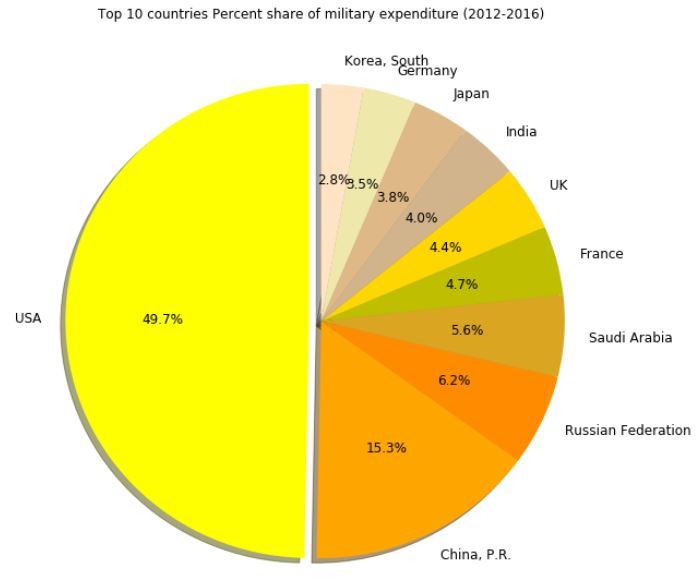 Top 10 countries Percent share of military expenditure (2012-2016)
Korea, South
Germany
Japan
India
UK
France
Saudi Arabia
Russian Federation
China, P.R.
USA
2.8%
3.5%
3.8%
4.0%
4.4%
4.7%
5.6%
6.2%
15.3%
49.7%